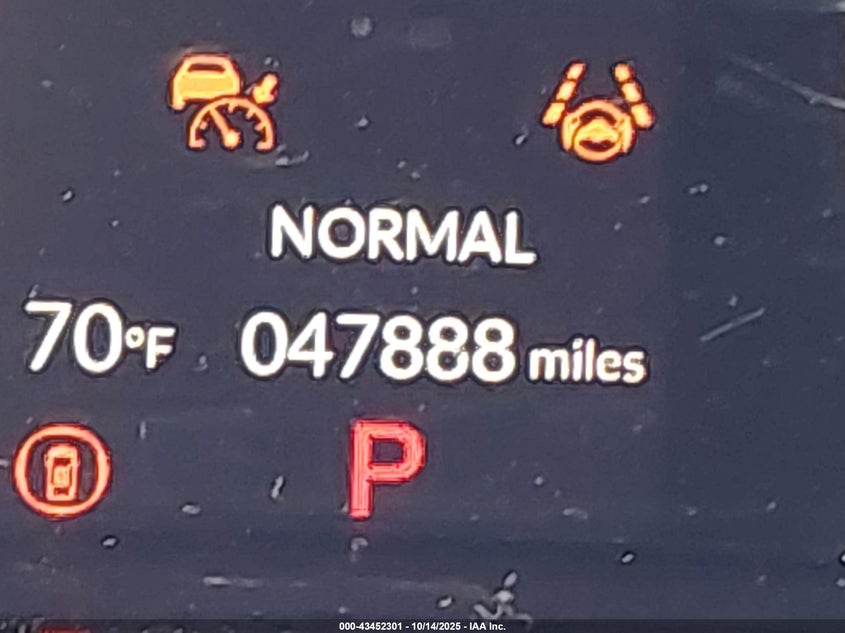 NORMAL
70°F 047888 miles
P
000-43452301 - 10/14/2025 - IAA Inc.